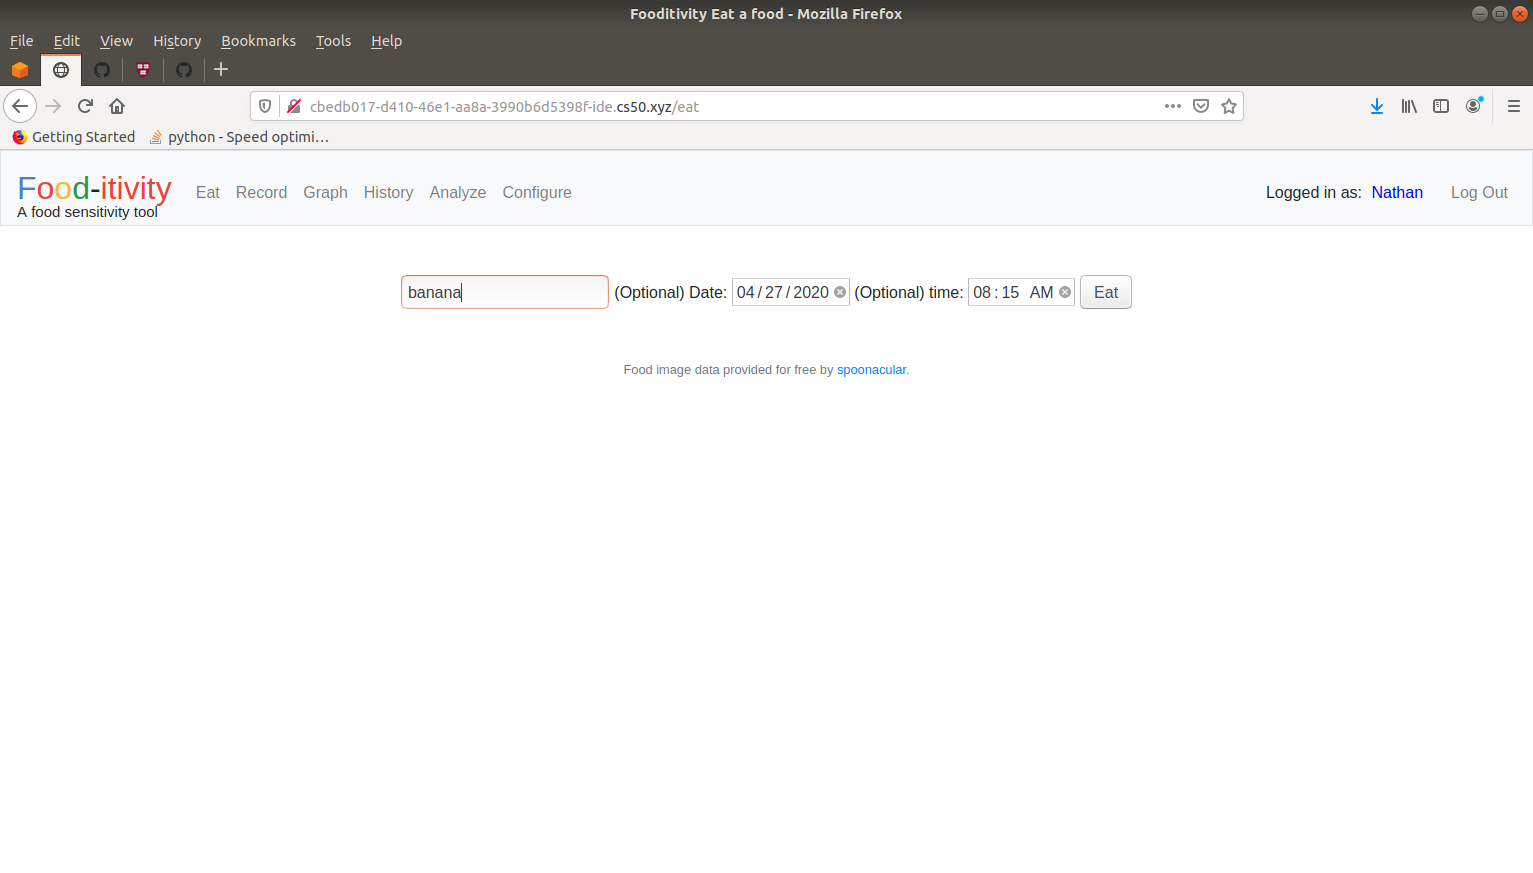 Fooditivity Eat a food - Mozilla Firefox
File Edit View History Bookmarks Tools Help
cbedb017-d410-46e1-aa8a-3990b6d5398f-ide.cs50.xyz/eat
Getting Started python - Speed optimi…
Food-itivity Eat Record Graph History Analyze Configure Logged in as: Nathan Log Out
A food sensitivity tool
banana (Optional) Date: 04/27/2020 (Optional) time: 08:15 AM Eat
Food image data provided for free by spoonacular.